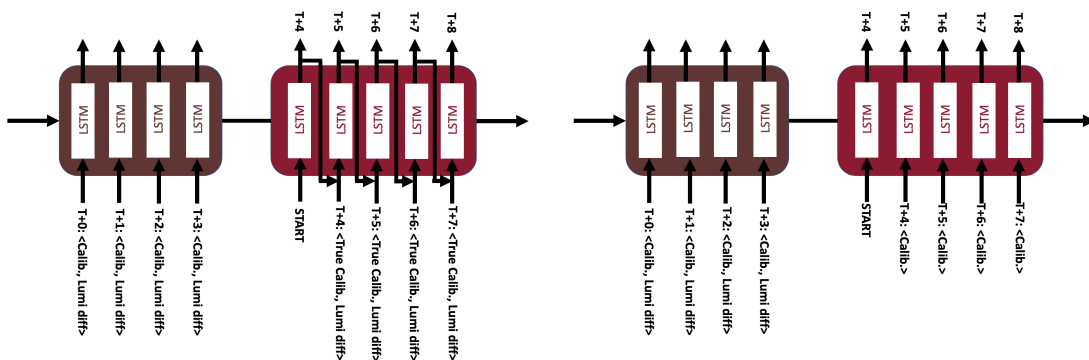 T+4
T+5
T+6
T+7
T+8
LSTM
LSTM
LSTM
LSTM
LSTM
LSTM
LSTM
LSTM
LSTM
T+0: <Calib., Lumi diff>
T+1: <Calib., Lumi diff>
T+2: <Calib., Lumi diff>
T+3: <Calib., Lumi diff>
START
T+4: <True Calib., Lumi diff>
T+5: <True Calib., Lumi diff>
T+6: <True Calib., Lumi diff>
T+7: <True Calib., Lumi diff>
T+4
T+5
T+6
T+7
T+8
LSTM
LSTM
LSTM
LSTM
LSTM
LSTM
LSTM
LSTM
LSTM
T+0: <Calib., Lumi diff>
T+1: <Calib., Lumi diff>
T+2: <Calib., Lumi diff>
T+3: <Calib., Lumi diff>
START
T+4: <Calib.>
T+5: <Calib.>
T+6: <Calib.>
T+7: <Calib.>